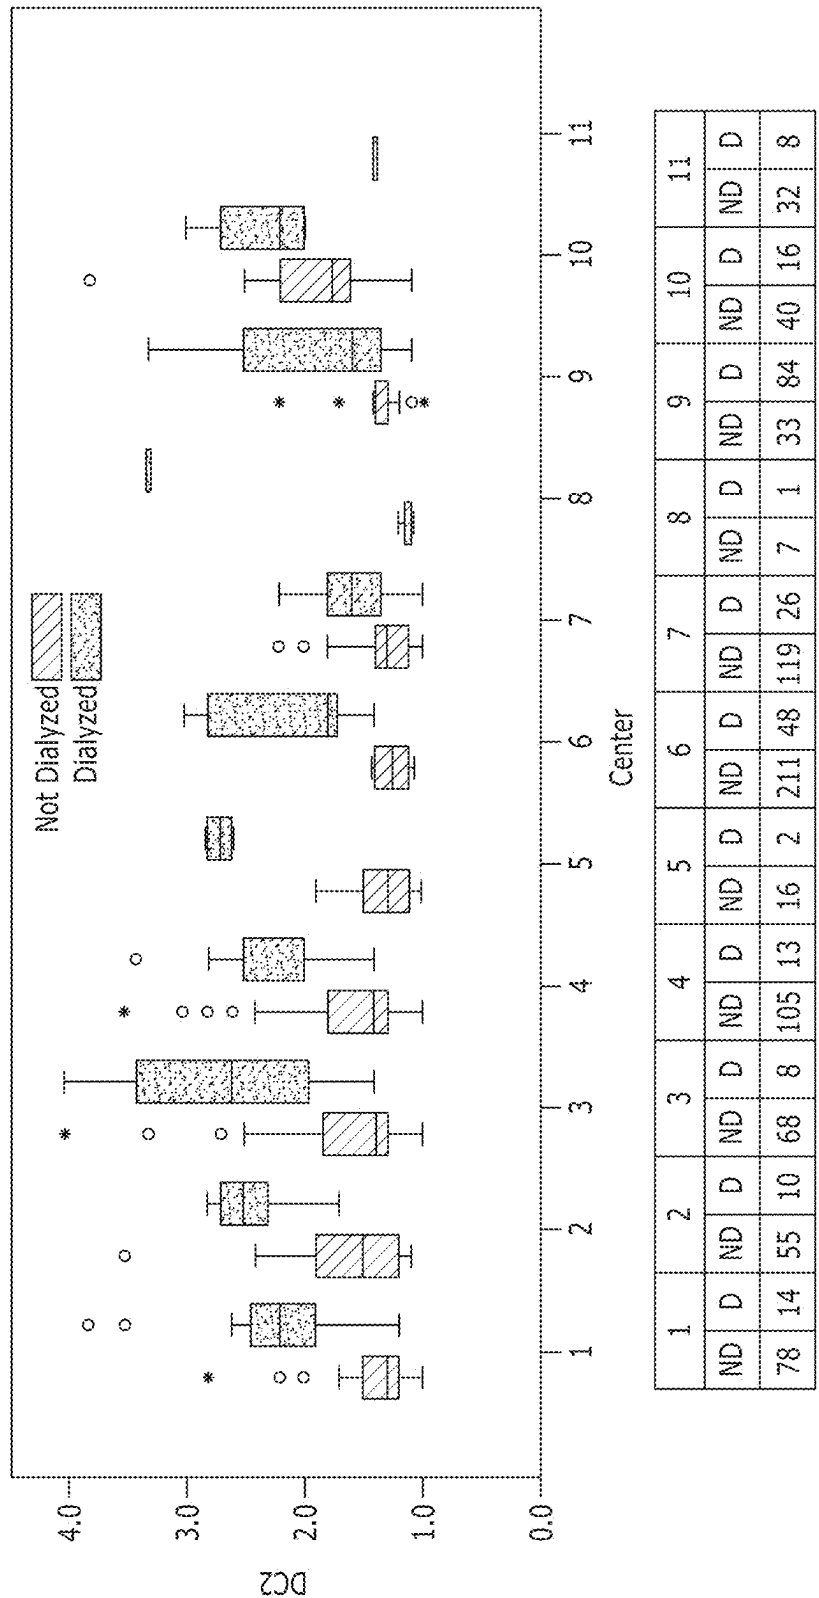 Not Dialyzed
Dialyzed
DC2
4.0
3.0
2.0
1.0
0.0
1 2 3 4 5 6 7 8 9 10 11
Center
1 2 3 4 5 6 7 8 9 10 11
ND D ND D ND D ND D ND D ND D ND D ND D ND D ND D ND D
78 14 55 10 68 8 105 13 16 2 211 48 119 26 7 1 33 84 40 16 32 8